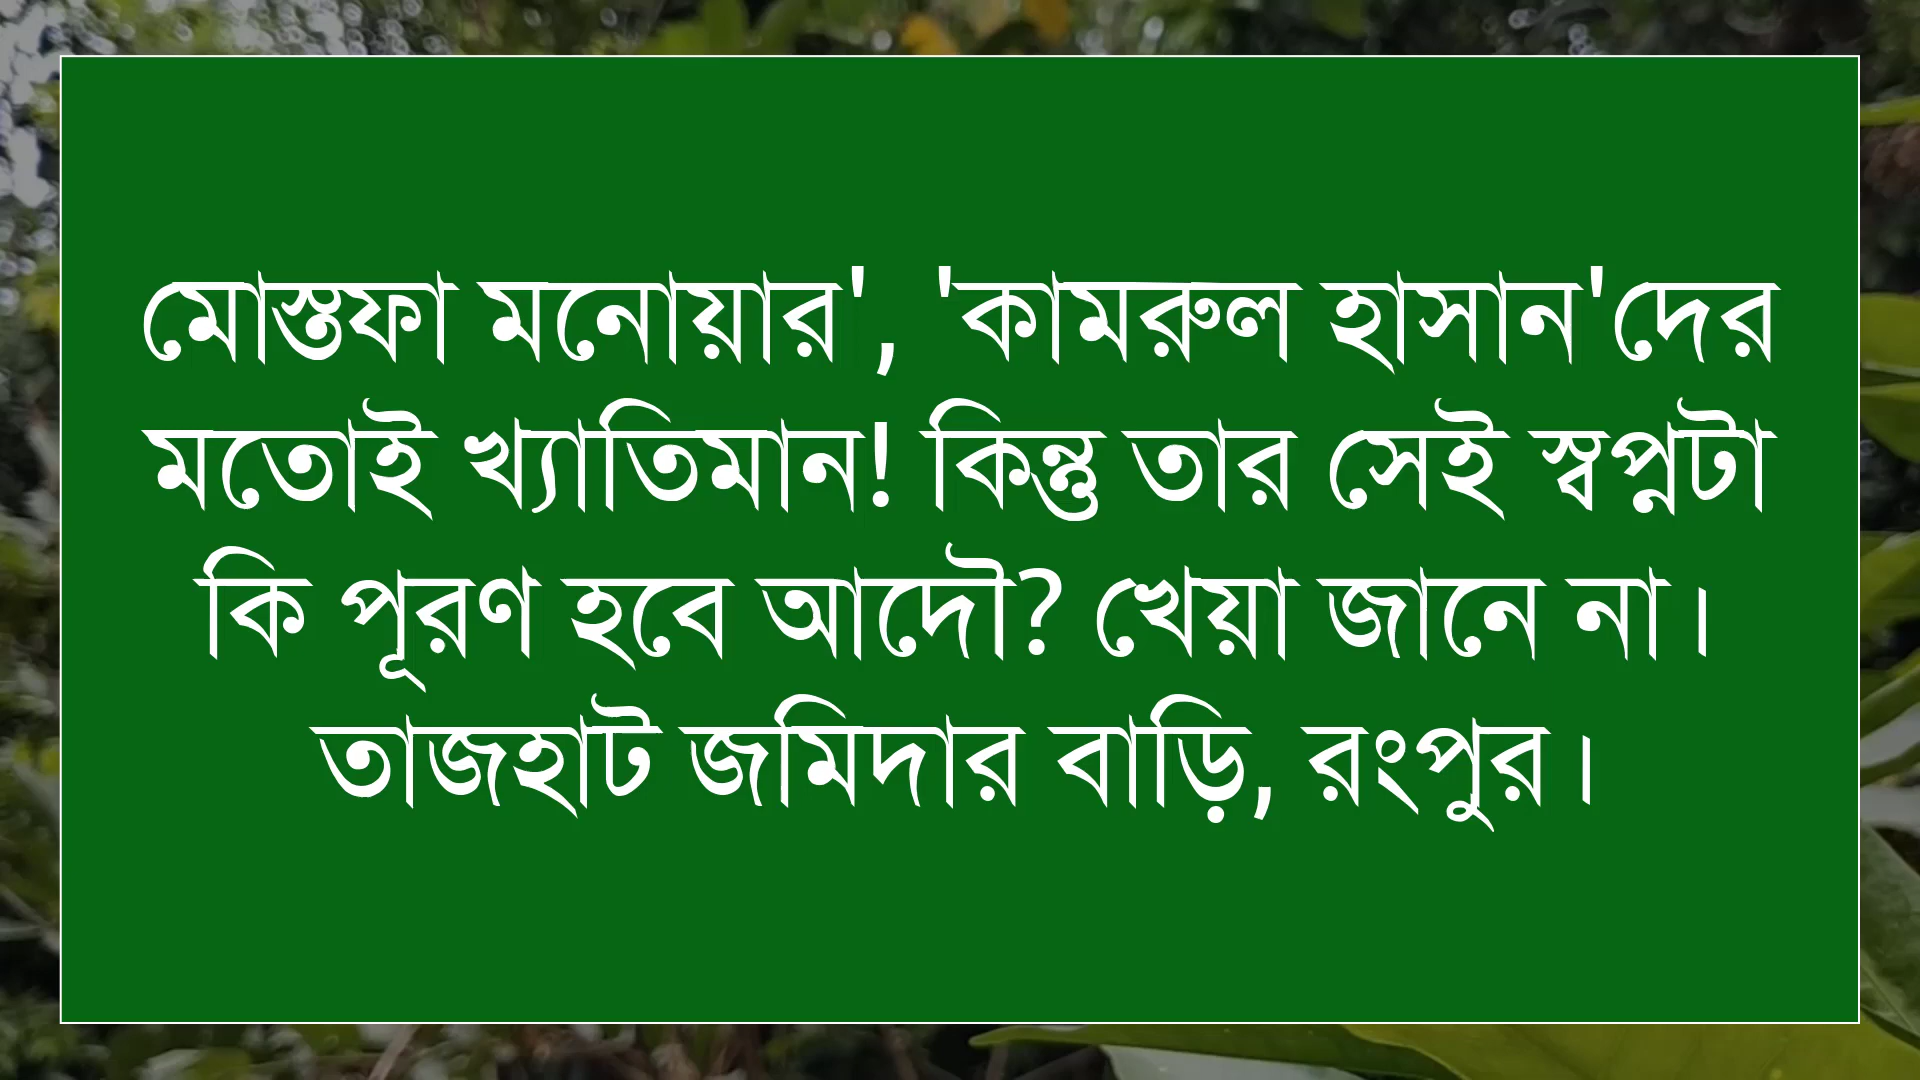 মোস্তফা মনোয়ার', 'কামরুল হাসান'দের
মতোই খ্যাতিমান! কিন্তু তার সেই স্বপ্নটা
কি পূরণ হবে আদৌ? খেয়া জানে না।
তাজহাট জমিদার বাড়ি, রংপুর।